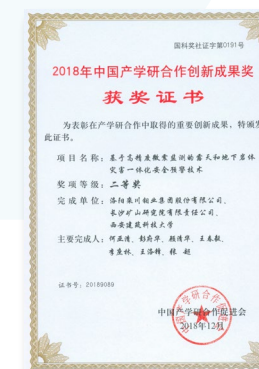 国科奖社证字第0191号
2018年中国产学研合作创新成果奖
获奖证书
为表彰在产学研合作中取得的重要创新成果，特颁发
此证书。
项目名称：基于高精度微震监测的露天和地下岩体
灾害一体化安全预警技术
奖项等级：二等奖
完成单位：洛阳栾川钼业集团股份有限公司、
长沙矿山研究院有限责任公司、
西安建筑科技大学
主要完成人：何亚清、彭府华、顾清华、王春毅、
李庶林、王洛锋、张超
证书号：20189089
中国产学研合作促进会
2018年12月